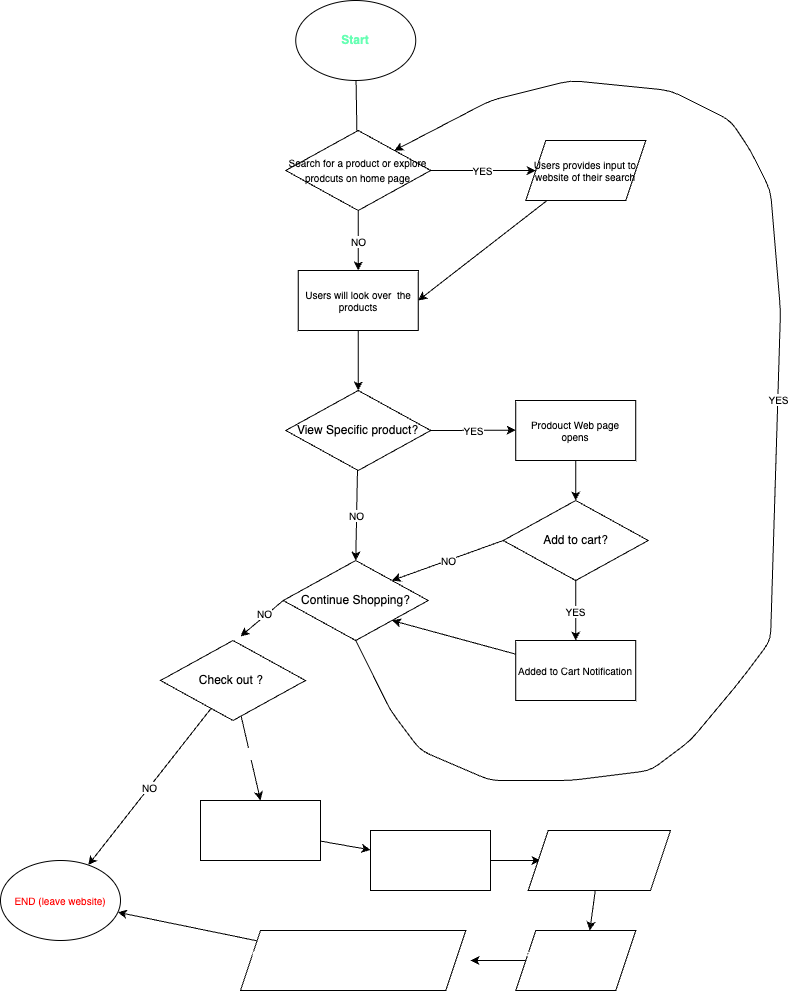 Start
Search for a product or explore
prodcuts on home page
YES
Users provides input to
website of their search
NO
Users will look over the
products
YES
View Specific product?
YES
Prodouct Web page
opens
NO
Add to cart?
NO
Continue Shopping?
YES
NO
Added to Cart Notification
Check out ?
NO
END (leave website)